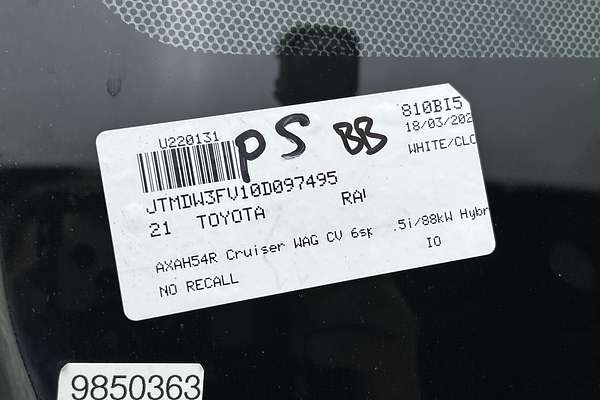 U220131
PS BB
810BI5
18/03/202
WHITE/CLO
JTMDW3FV10D097495
21 TOYOTA RAV
AXAH54R Cruiser WAG CV 6sp .5i/88kW Hybr
NO RECALL IO
9850363